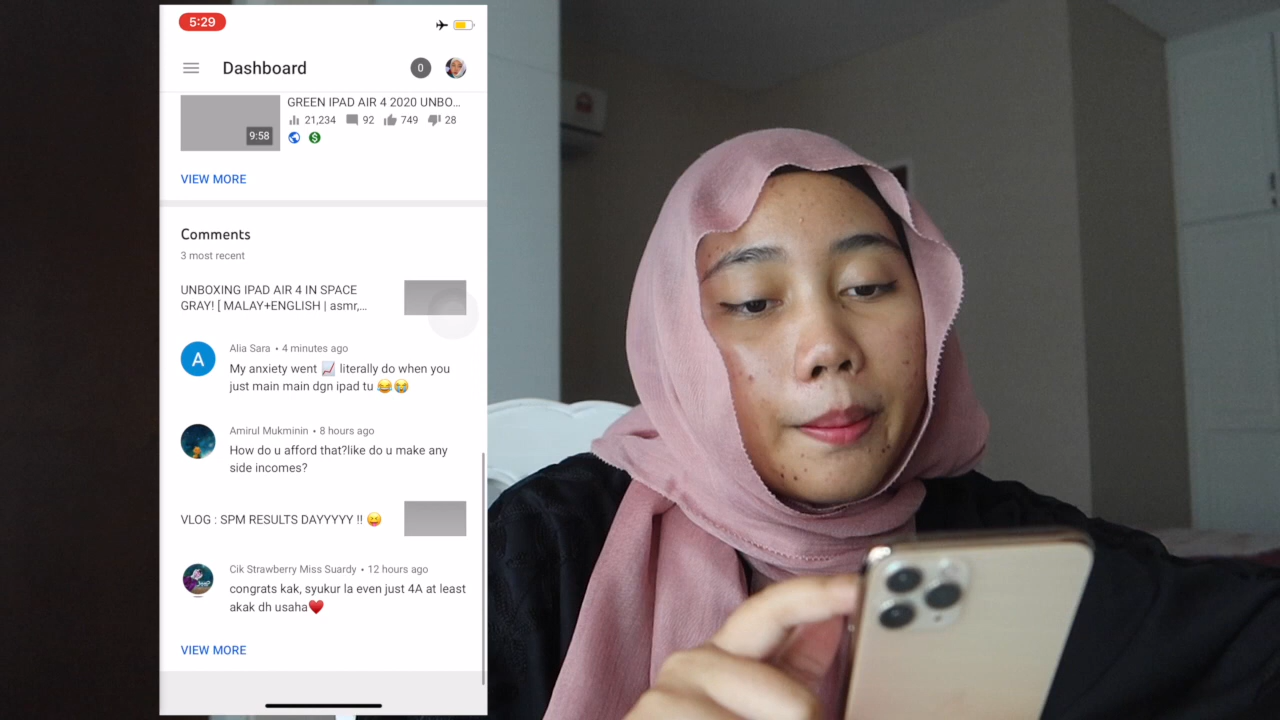 5:29
Dashboard
0
GREEN IPAD AIR 4 2020 UNBO...
9:58
21,234 92 749 28
VIEW MORE
Comments
3 most recent
UNBOXING IPAD AIR 4 IN SPACE
GRAY! [ MALAY+ENGLISH | asmr,...
A
Alia Sara • 4 minutes ago
My anxiety went 📈 literally do when you
just main main dgn ipad tu 😂😭
Amirul Mukminin • 8 hours ago
How do u afford that?like do u make any
side incomes?
VLOG : SPM RESULTS DAYYYYY !! 😛
Cik Strawberry Miss Suardy • 12 hours ago
congrats kak, syukur la even just 4A at least
akak dh usaha♥️
VIEW MORE